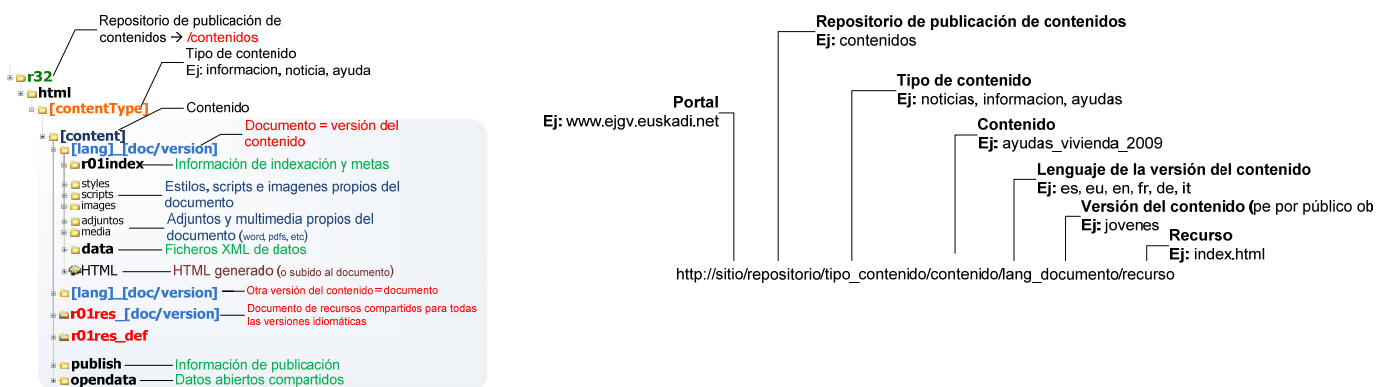 Repositorio de publicación de
contenidos → /contenidos
Tipo de contenido
Ej: informacion, noticia, ayuda
r32
html
[contentType]
Contenido
[content]
Documento = versión del
contenido
[lang]_[doc/version]
r01index
Información de indexación y metas
styles
scripts
images
Estilos, scripts e imagenes propios del
documento
adjuntos
media
Adjuntos y multimedia propios del
documento (word, pdfs, etc)
data
Ficheros XML de datos
HTML
HTML generado (o subido al documento)
[lang]_[doc/version]
Otra versión del contenido=documento
r01res_[doc/version]
Documento de recursos compartidos para todas
las versiones idiomáticas
r01res_def
publish
Información de publicación
opendata
Datos abiertos compartidos
Repositorio de publicación de contenidos
Ej: contenidos
Tipo de contenido
Ej: noticias, informacion, ayudas
Portal
Ej: www.ejgv.euskadi.net
Contenido
Ej: ayudas_vivienda_2009
Lenguaje de la versión del contenido
Ej: es, eu, en, fr, de, it
Versión del contenido (pe por público ob
Ej: jovenes
Recurso
Ej: index.html
http://sitio/repositorio/tipo_contenido/contenido/lang_documento/recurso